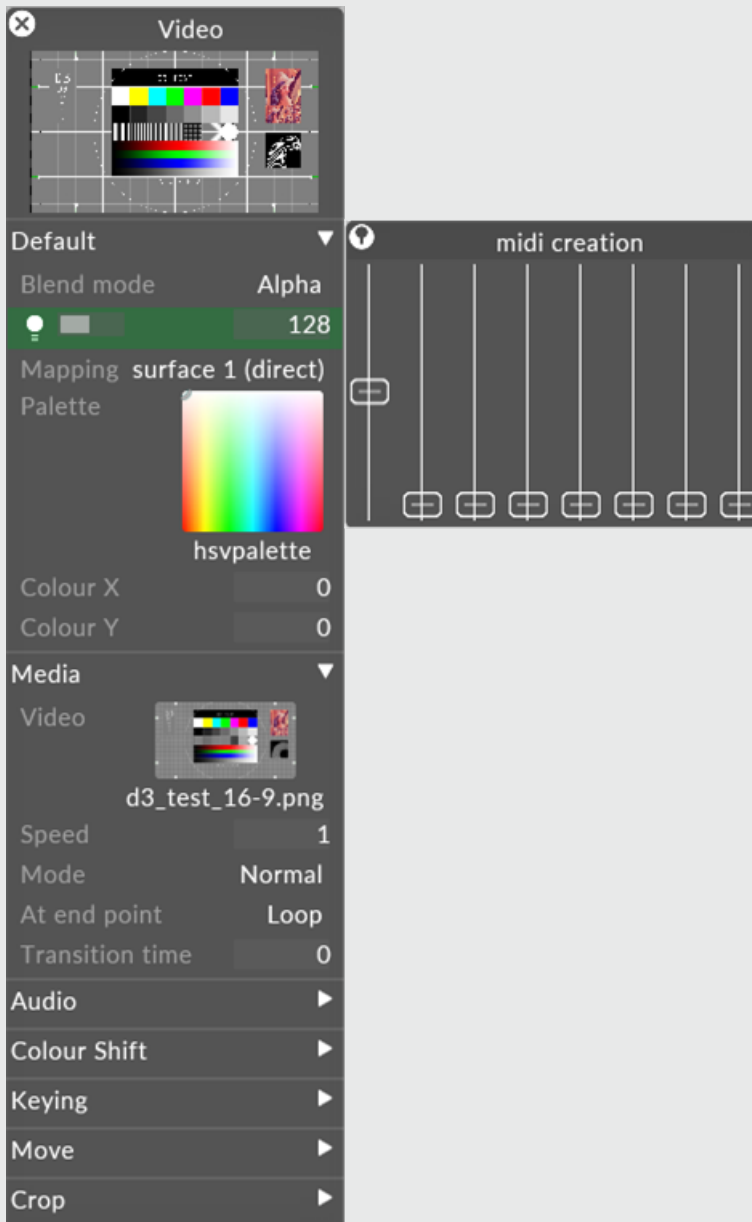 Video
Default
midi creation
Blend mode Alpha
128
Mapping surface 1 (direct)
Palette
hsvpalette
Colour X 0
Colour Y 0
Media
Video
d3_test_16-9.png
Speed 1
Mode Normal
At end point Loop
Transition time 0
Audio
Colour Shift
Keying
Move
Crop